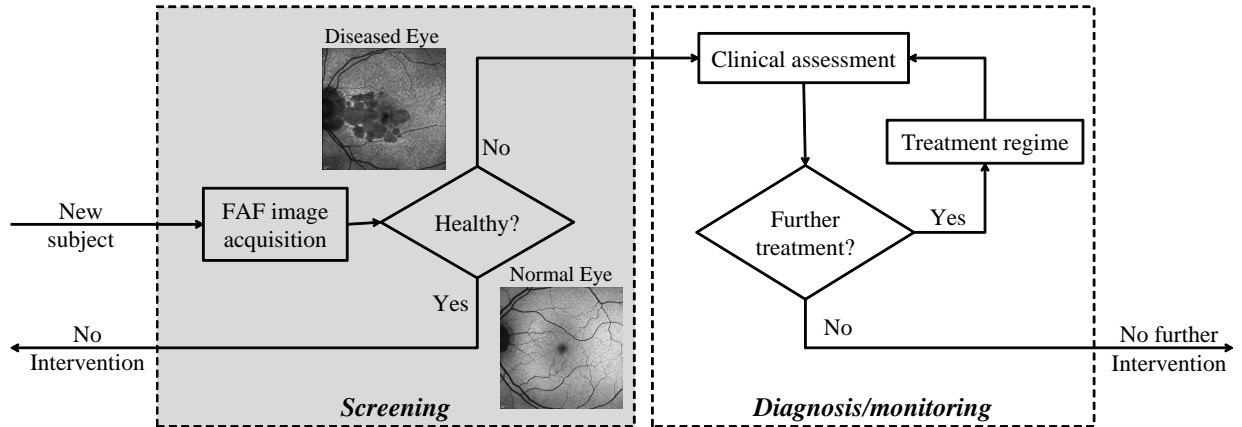 Diseased Eye
Clinical assessment
No
Treatment regime
New
subject
FAF image
acquisition
Healthy?
Further
treatment?
Yes
Normal Eye
Yes
No
Intervention
No
No further
Intervention
Screening
Diagnosis/monitoring